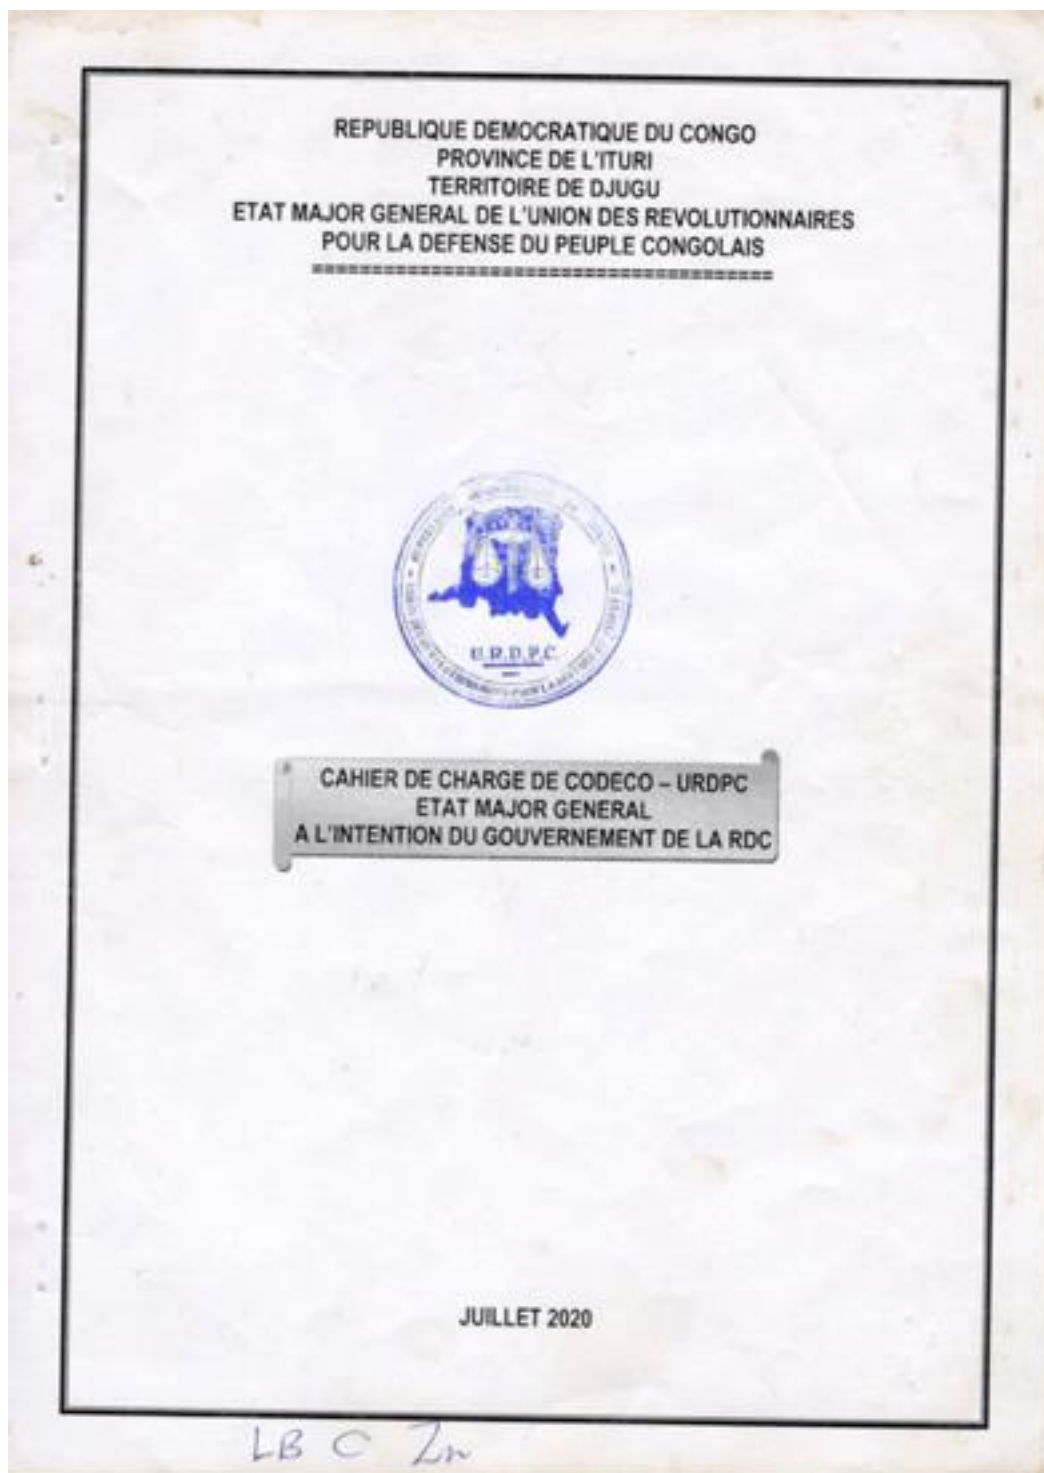 REPUBLIQUE DEMOCRATIQUE DU CONGO
PROVINCE DE L'ITURI
TERRITOIRE DE DJUGU
ETAT MAJOR GENERAL DE L'UNION DES REVOLUTIONNAIRES
POUR LA DEFENSE DU PEUPLE CONGOLAIS
========================================
U.R.D.P.C.
CAHIER DE CHARGE DE CODECO – URDPC
ETAT MAJOR GENERAL
A L'INTENTION DU GOUVERNEMENT DE LA RDC
JUILLET 2020
LB C